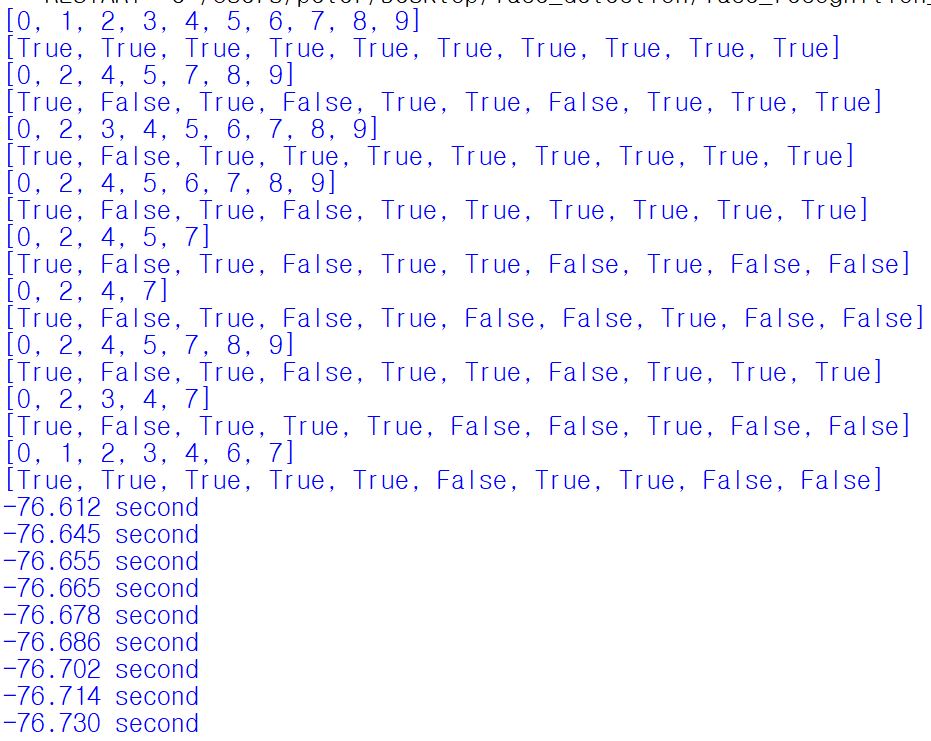 [0, 1, 2, 3, 4, 5, 6, 7, 8, 9]
[True, True, True, True, True, True, True, True, True, True]
[0, 2, 4, 5, 7, 8, 9]
[True, False, True, False, True, True, False, True, True, True]
[0, 2, 3, 4, 5, 6, 7, 8, 9]
[True, False, True, True, True, True, True, True, True, True]
[0, 2, 4, 5, 6, 7, 8, 9]
[True, False, True, False, True, True, True, True, True, True]
[0, 2, 4, 5, 7]
[True, False, True, False, True, True, False, True, False, False]
[0, 2, 4, 7]
[True, False, True, False, True, False, False, True, False, False]
[0, 2, 4, 5, 7, 8, 9]
[True, False, True, False, True, True, False, True, True, True]
[0, 2, 3, 4, 7]
[True, False, True, True, True, False, False, True, False, False]
[0, 1, 2, 3, 4, 6, 7]
[True, True, True, True, True, False, True, True, False, False]
-76.612 second
-76.645 second
-76.655 second
-76.665 second
-76.678 second
-76.686 second
-76.702 second
-76.714 second
-76.730 second